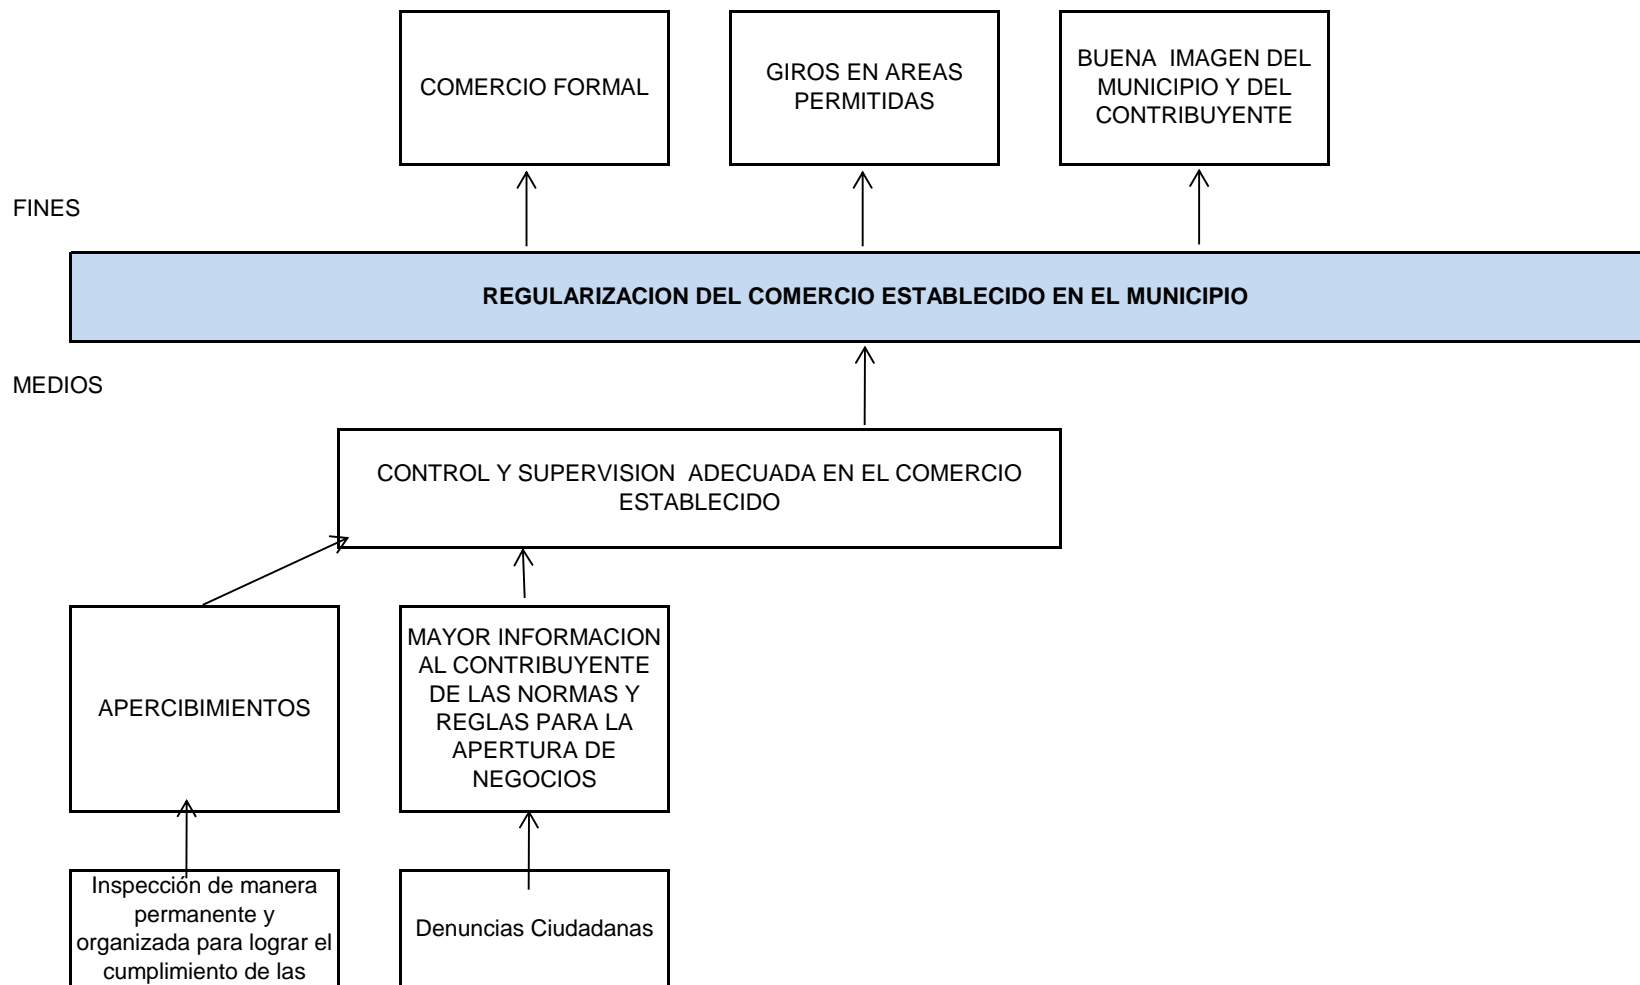 COMERCIO FORMAL
GIROS EN AREAS
PERMITIDAS
BUENA  IMAGEN DEL
MUNICIPIO Y DEL
CONTRIBUYENTE
FINES
REGULARIZACION DEL COMERCIO ESTABLECIDO EN EL MUNICIPIO
MEDIOS
CONTROL Y SUPERVISION  ADECUADA EN EL COMERCIO
ESTABLECIDO
APERCIBIMIENTOS
MAYOR INFORMACION
AL CONTRIBUYENTE
DE LAS NORMAS Y
REGLAS PARA LA
APERTURA DE
NEGOCIOS
Inspección de manera
permanente y
organizada para lograr el
cumplimiento de las
Denuncias Ciudadanas